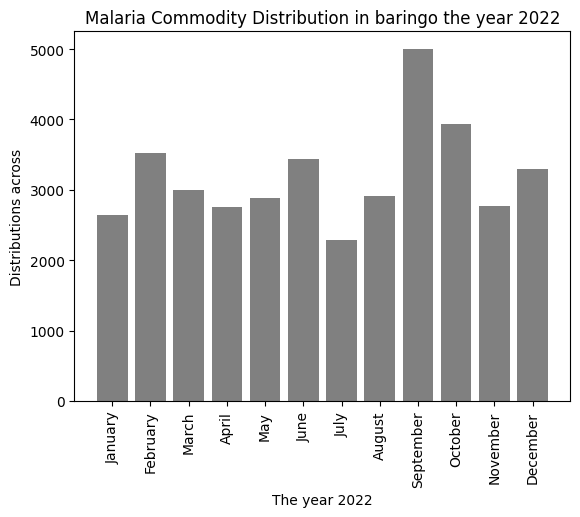 Malaria Commodity Distribution in baringo the year 2022
Distributions across
5000
4000
3000
2000
1000
0
January
February
March
April
May
June
July
August
September
October
November
December
The year 2022